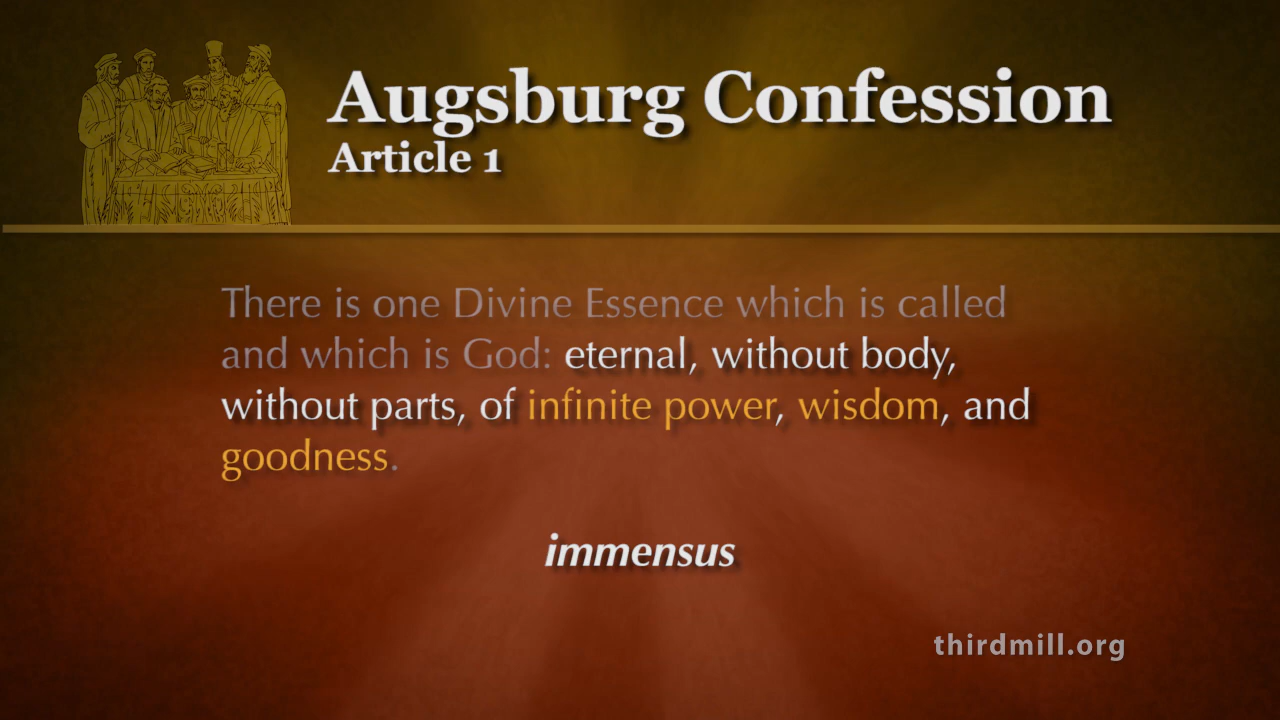 Augsburg Confession
Article 1
There is one Divine Essence which is called
and which is God: eternal, without body,
without parts, of infinite power, wisdom, and
goodness.
immensus
thirdmill.org